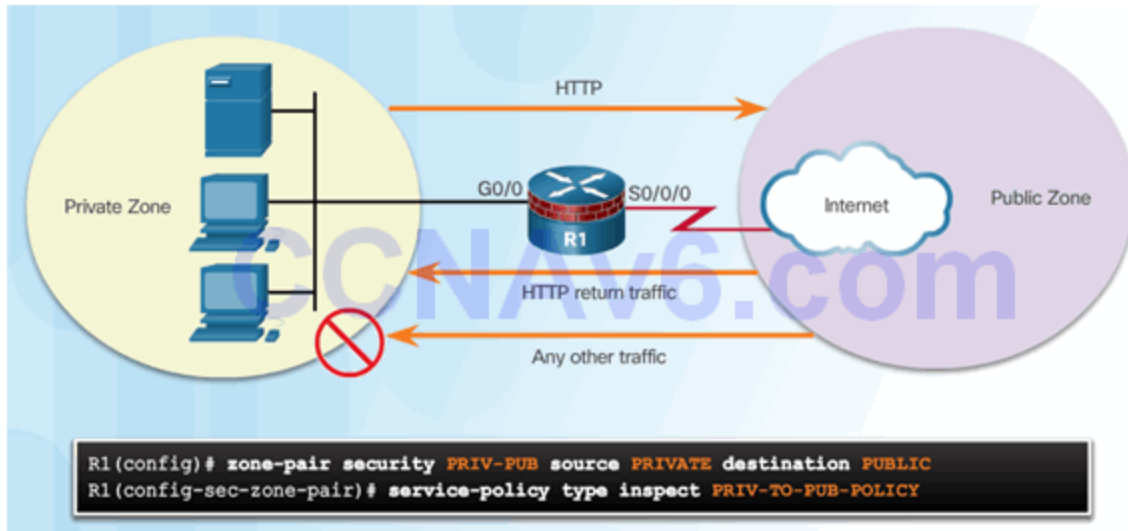 HTTP
Private Zone
G0/0
S0/0/0
R1
Internet
Public Zone
CCNAv6.com
HTTP return traffic
Any other traffic
R1(config)# zone-pair security PRIV-PUB source PRIVATE destination PUBLIC
R1(config-sec-zone-pair)# service-policy type inspect PRIV-TO-PUB-POLICY